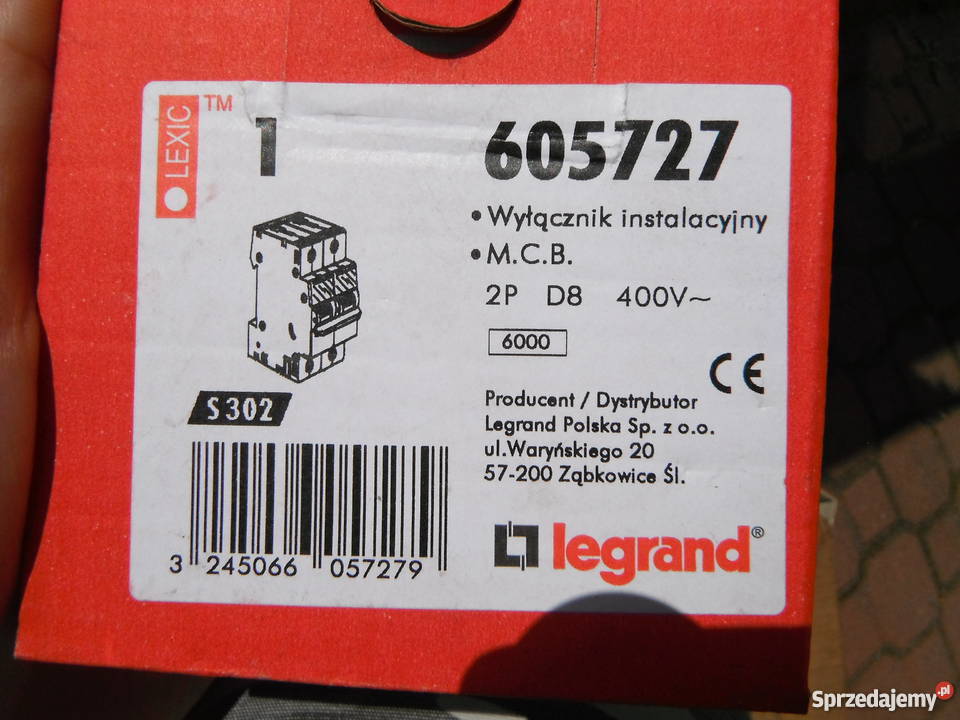 LEXIC TM
1
605727
• Wyłącznik instalacyjny
• M.C.B.
2P D8 400V~
6000
CE
S302
Producent / Dystrybutor
Legrand Polska Sp. z o.o.
ul.Waryńskiego 20
57-200 Ząbkowice Śl.
3 245066 057279
legrand®
Sprzedajemy.pl